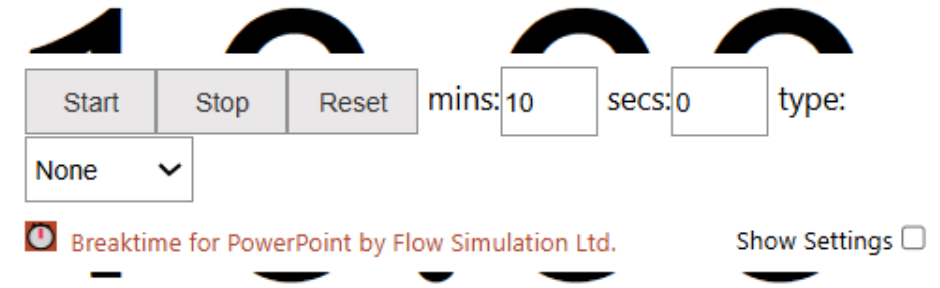 Start Stop Reset mins: 10 secs: 0 type:
None
Breaktime for PowerPoint by Flow Simulation Ltd. Show Settings